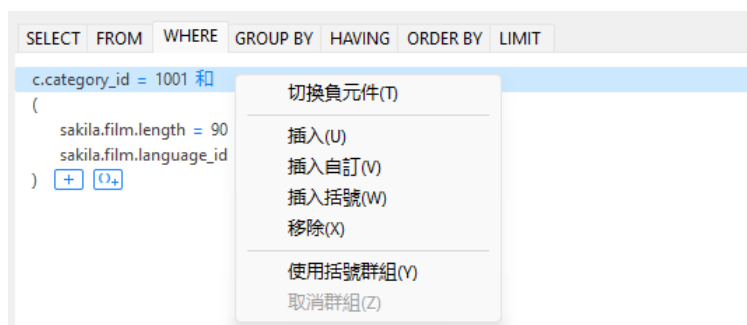 SELECT FROM WHERE GROUP BY HAVING ORDER BY LIMIT
c.category_id = 1001 和
(
sakila.film.length = 90
sakila.film.language_id
) + ()+
切換負元件(T)
插入(U)
插入自訂(V)
插入括號(W)
移除(X)
使用括號群組(Y)
取消群組(Z)